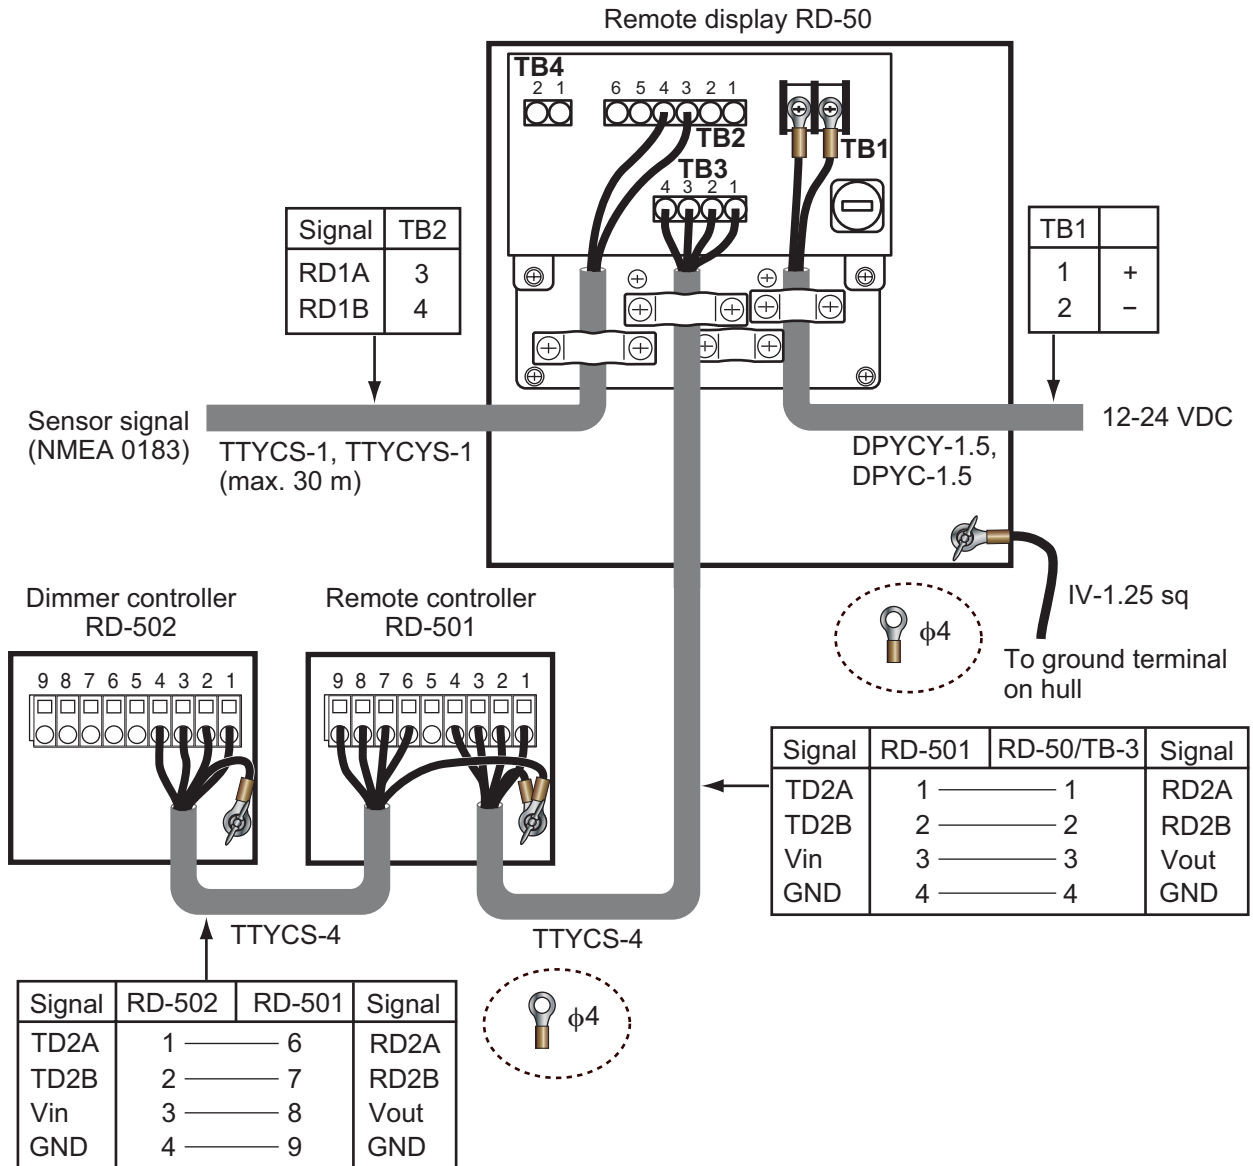 Remote display RD-50
TB4
2 1
6 5 4 3 2 1
TB2
TB1
TB3
4 3 2 1
Signal TB2
RD1A 3
RD1B 4
TB1
1 +
2 −
Sensor signal
(NMEA 0183)
TTYCS-1, TTYCYS-1
(max. 30 m)
12-24 VDC
DPYCY-1.5,
DPYC-1.5
IV-1.25 sq
ϕ4
To ground terminal
on hull
Dimmer controller
RD-502
9 8 7 6 5 4 3 2 1
Remote controller
RD-501
9 8 7 6 5 4 3 2 1
Signal RD-501 RD-50/TB-3 Signal
TD2A 1 1 RD2A
TD2B 2 2 RD2B
Vin 3 3 Vout
GND 4 4 GND
TTYCS-4
TTYCS-4
ϕ4
Signal RD-502 RD-501 Signal
TD2A 1 6 RD2A
TD2B 2 7 RD2B
Vin 3 8 Vout
GND 4 9 GND